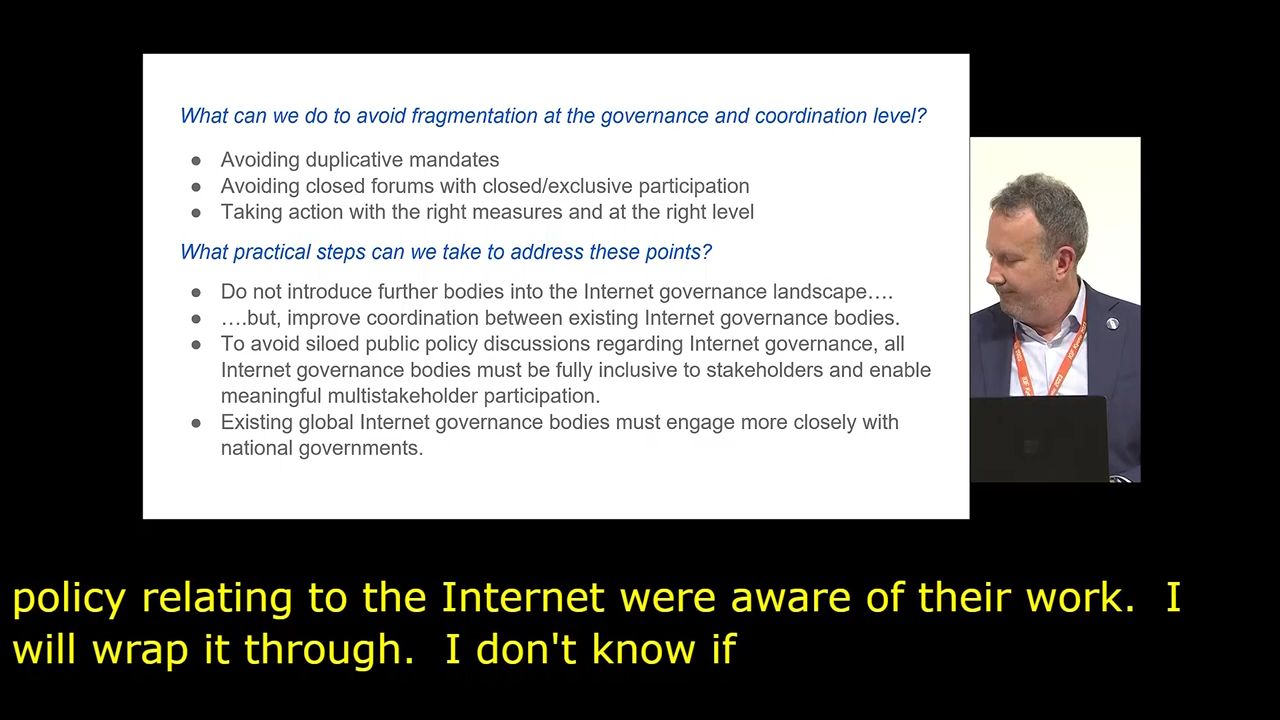 What can we do to avoid fragmentation at the governance and coordination level?
● Avoiding duplicative mandates
● Avoiding closed forums with closed/exclusive participation
● Taking action with the right measures and at the right level
What practical steps can we take to address these points?
● Do not introduce further bodies into the Internet governance landscape….
● ….but, improve coordination between existing Internet governance bodies.
● To avoid siloed public policy discussions regarding Internet governance, all
Internet governance bodies must be fully inclusive to stakeholders and enable
meaningful multistakeholder participation.
● Existing global Internet governance bodies must engage more closely with
national governments.
policy relating to the Internet were aware of their work.  I
will wrap it through.  I don't know if